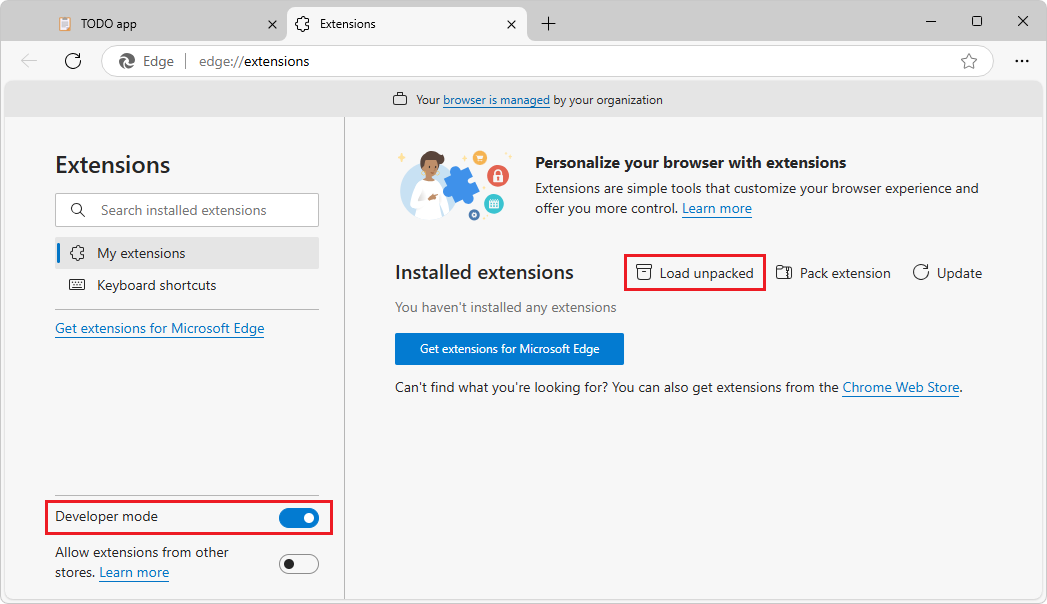 TODO app
Extensions
Edge
edge://extensions
Your browser is managed by your organization
Extensions
Search installed extensions
My extensions
Keyboard shortcuts
Get extensions for Microsoft Edge
Developer mode
Allow extensions from other
stores. Learn more
Personalize your browser with extensions
Extensions are simple tools that customize your browser experience and
offer you more control. Learn more
Installed extensions
Load unpacked
Pack extension
Update
You haven't installed any extensions
Get extensions for Microsoft Edge
Can't find what you're looking for? You can also get extensions from the Chrome Web Store.